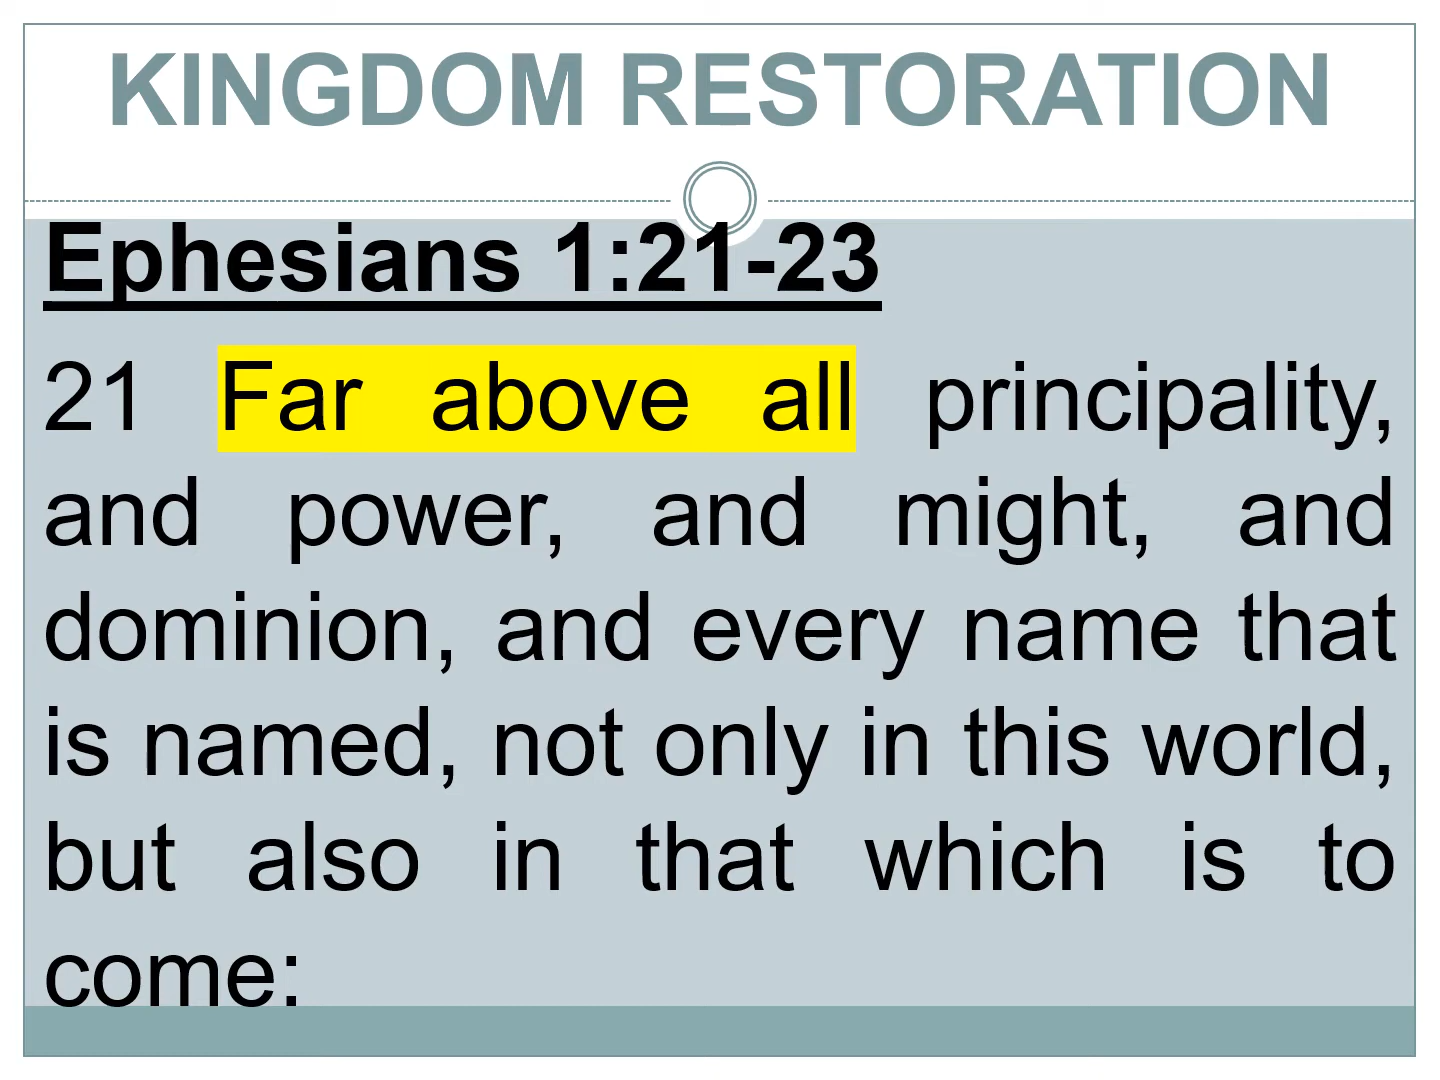 KINGDOM RESTORATION
Ephesians 1:21-23
21 Far above all principality,
and power, and might, and
dominion, and every name that
is named, not only in this world,
but also in that which is to
come: